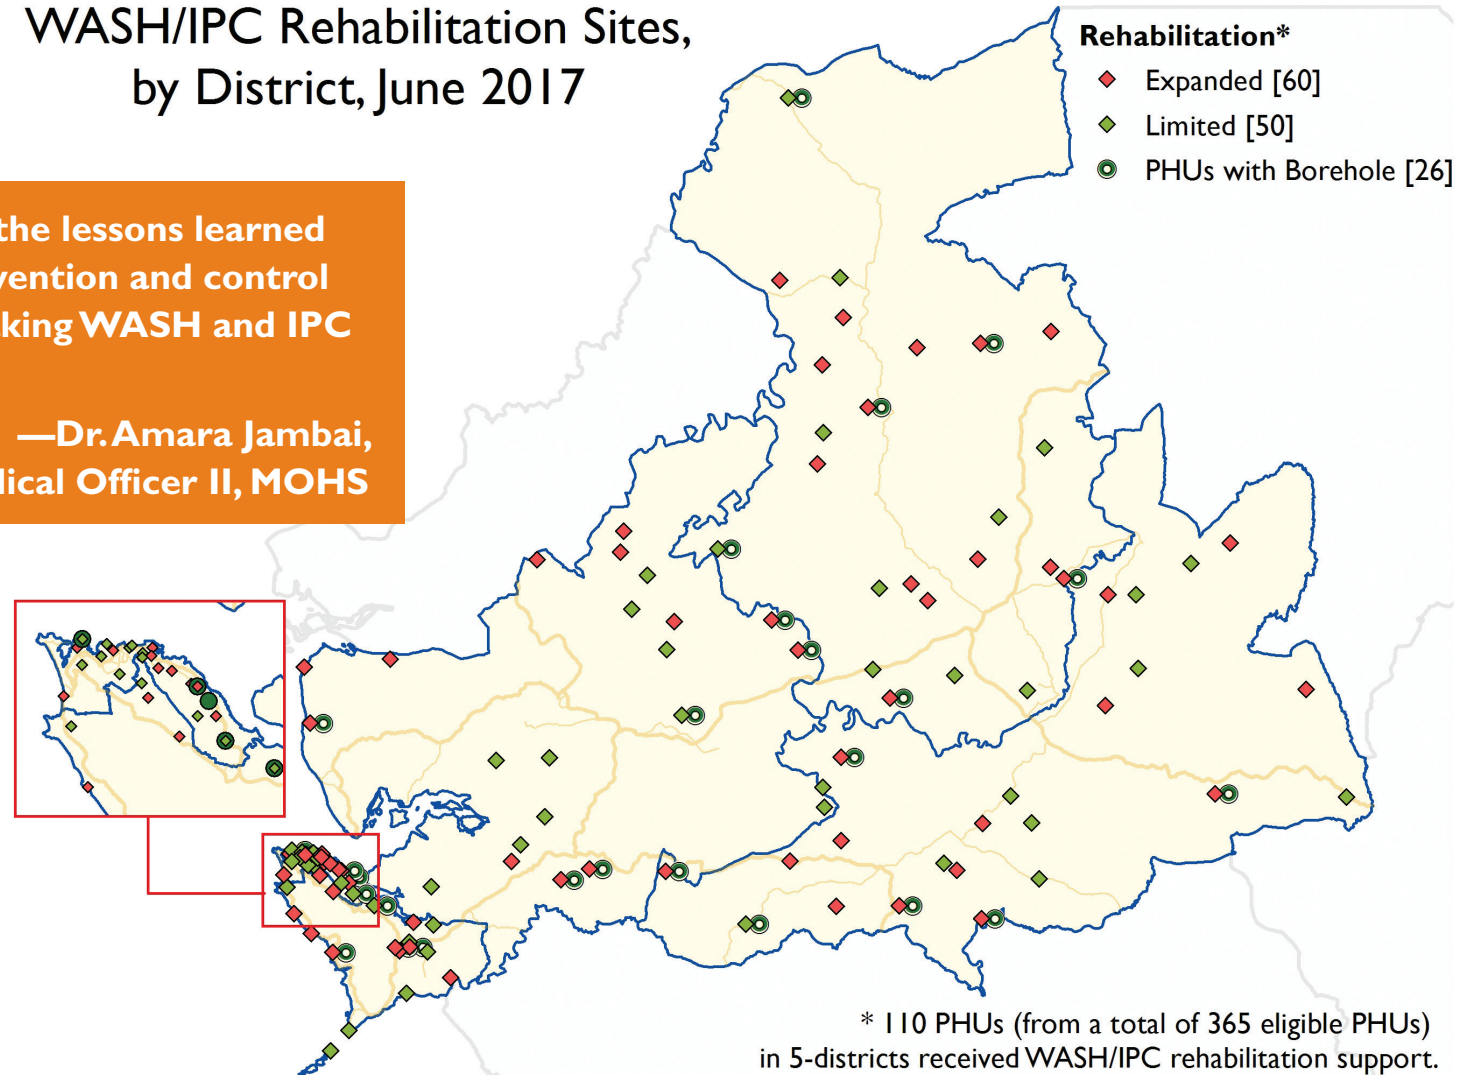 WASH/IPC Rehabilitation Sites,
by District, June 2017
Rehabilitation*
Expanded [60]
Limited [50]
PHUs with Borehole [26]
the lessons learned
vention and control
king WASH and IPC
—Dr. Amara Jambai,
lical Officer II, MOHS
* 110 PHUs (from a total of 365 eligible PHUs)
in 5-districts received WASH/IPC rehabilitation support.